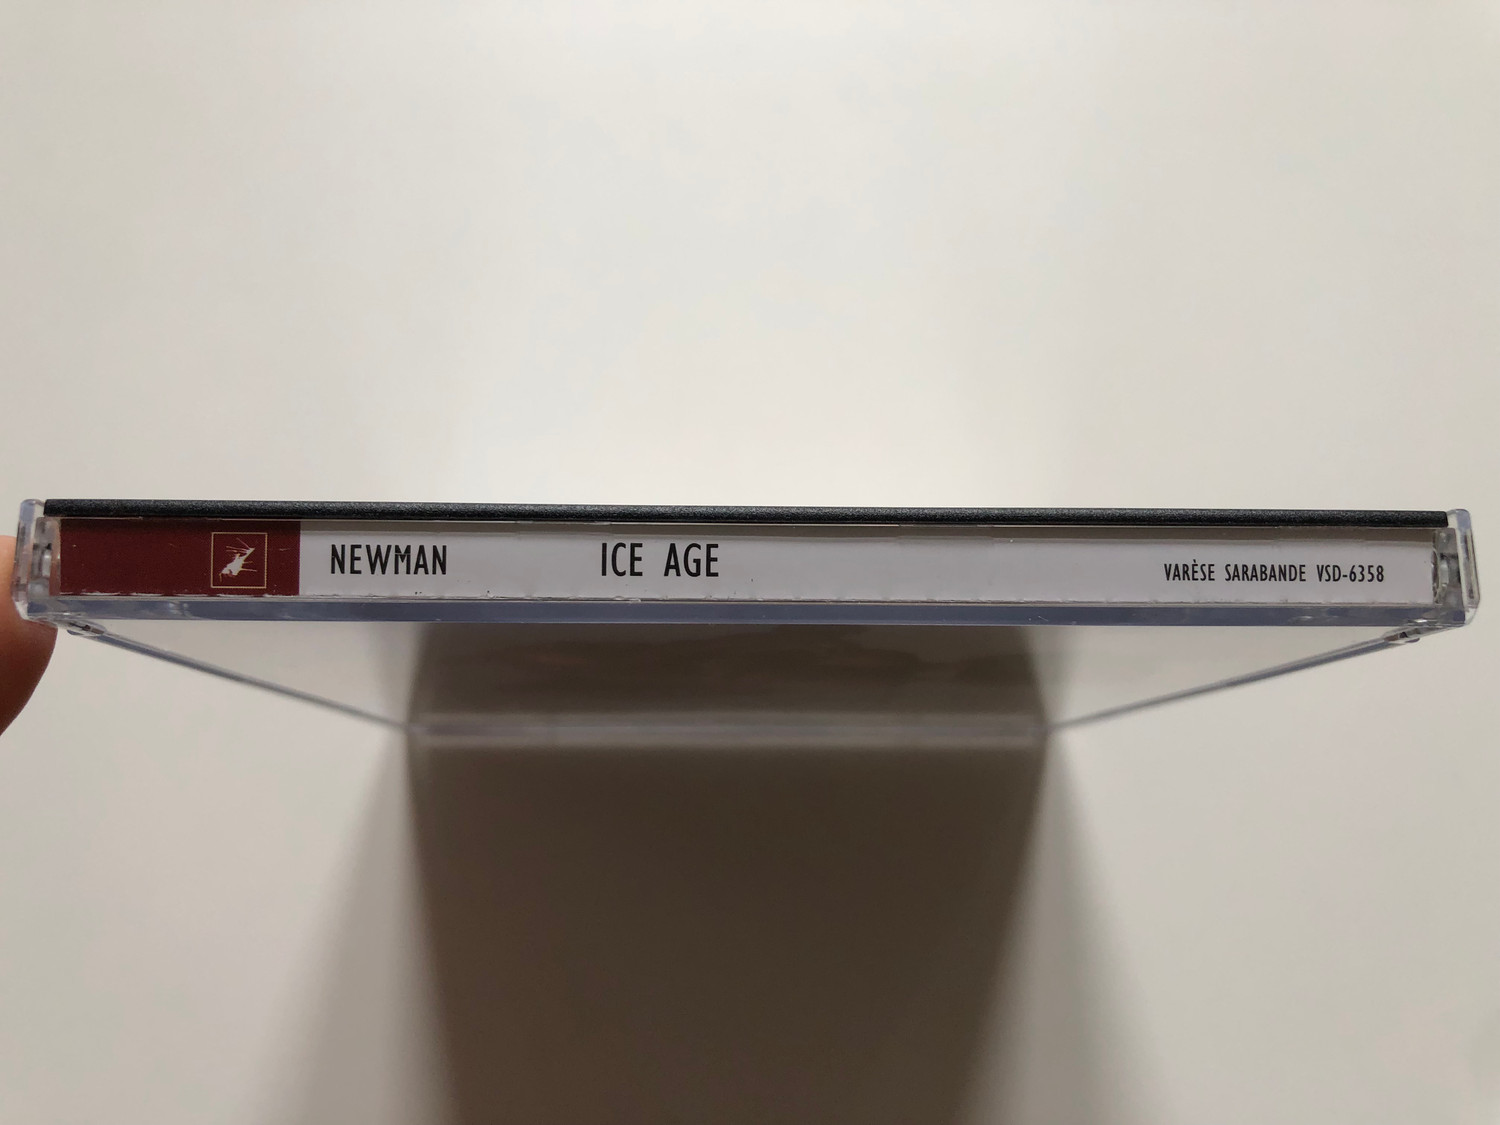 NEWMAN ICE AGE VARÈSE SARABANDE VSD-6358